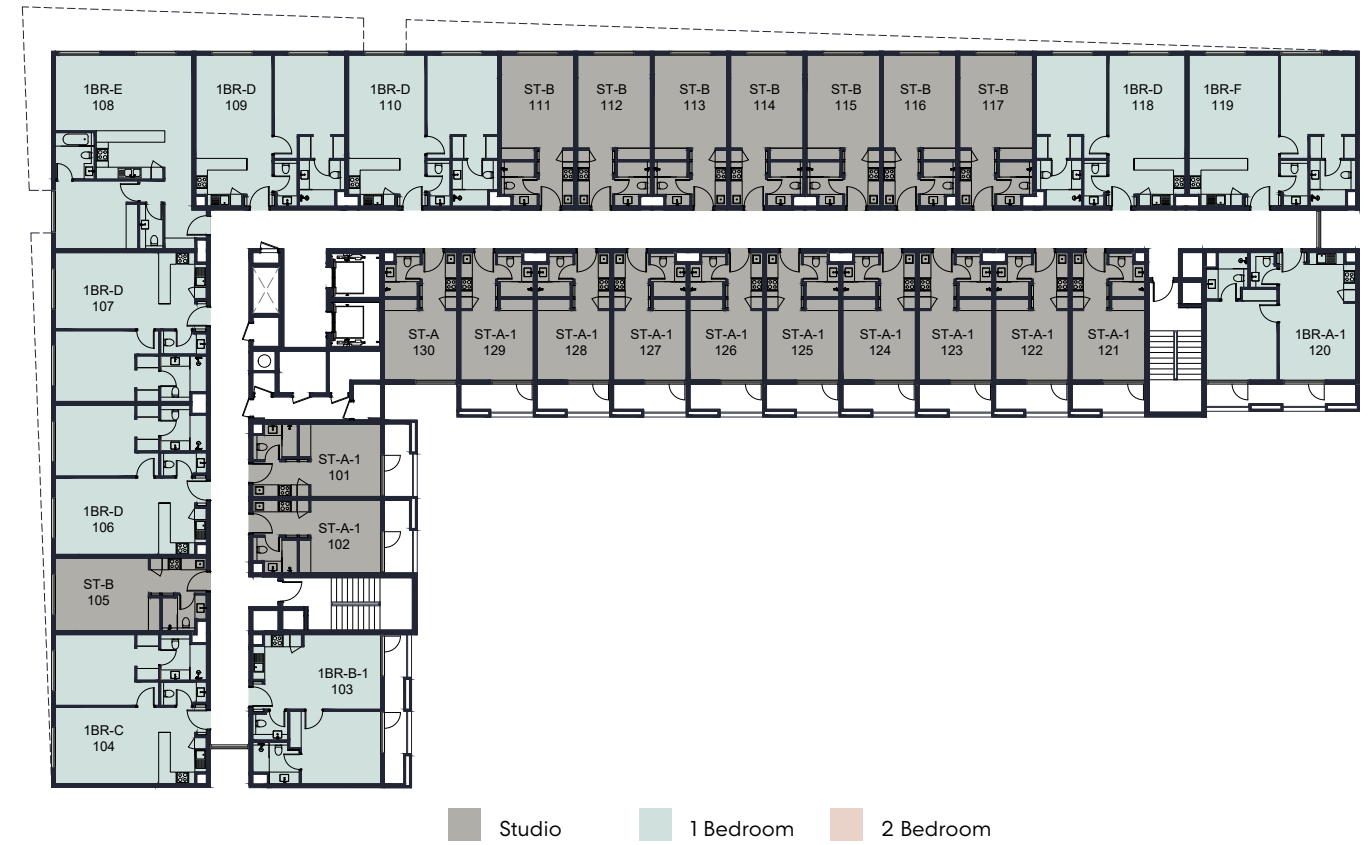 1BR-E
108
1BR-D
109
1BR-D
110
ST-B
111
ST-B
112
ST-B
113
ST-B
114
ST-B
115
ST-B
116
ST-B
117
1BR-D
118
1BR-F
119
1BR-D
107
ST-A
130
ST-A-1
129
ST-A-1
128
ST-A-1
127
ST-A-1
126
ST-A-1
125
ST-A-1
124
ST-A-1
123
ST-A-1
122
ST-A-1
121
1BR-A-1
120
ST-A-1
101
1BR-D
106
ST-A-1
102
ST-B
105
1BR-B-1
103
1BR-C
104
Studio
1 Bedroom
2 Bedroom